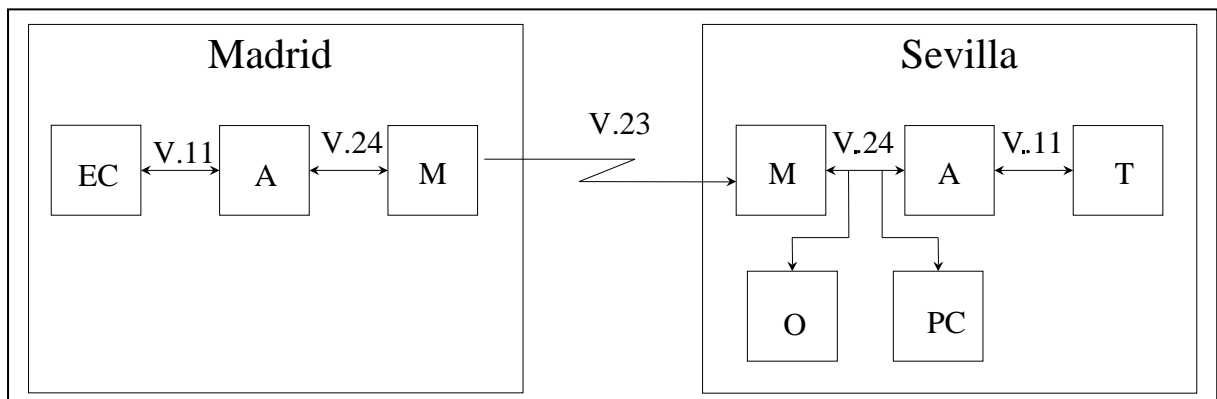 Madrid
Sevilla
V.23
V.11
V.24
V..24
V..11
EC
A
M
M
A
T
O
PC